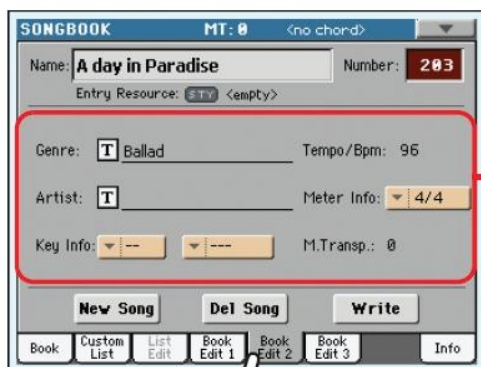 SONGBOOK MT:0 <no chord>
Name: A day in Paradise Number: 203
Entry Resource: STY <empty>
Genre: T Ballad Tempo/Bpm: 96
Artist: T Meter Info: 4/4
Key Info: -- --- M.Transp.: 0
New Song Del Song Write
Book Custom List List Edit Book Edit 1 Book Edit 2 Book Edit 3 Info